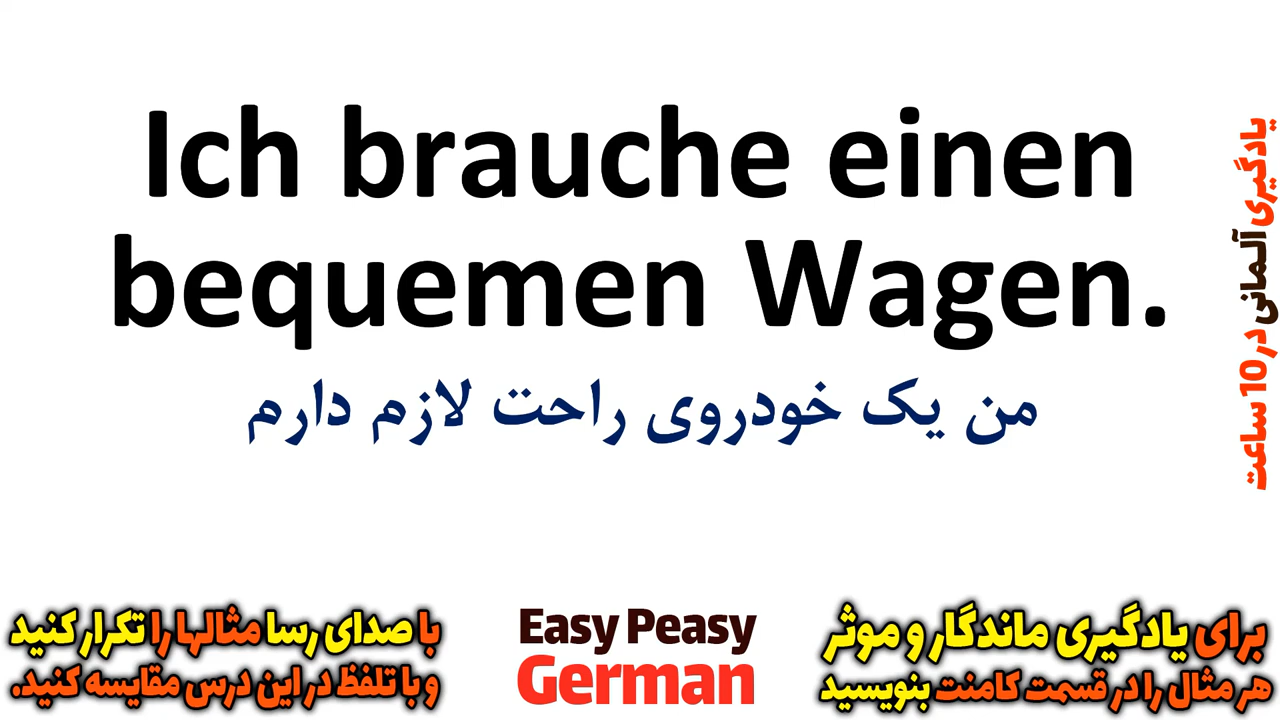 Ich brauche einen
bequemen Wagen.
من یک خودروی راحت لازم دارم
یادگیری آلمانی در 10 ساعت
با صدای رسا مثالها را تکرار کنید
و با تلفظ در این درس مقایسه کنید.
Easy Peasy
German
برای یادگیری ماندگار و موثر
هر مثال را در قسمت کامنت بنویسید